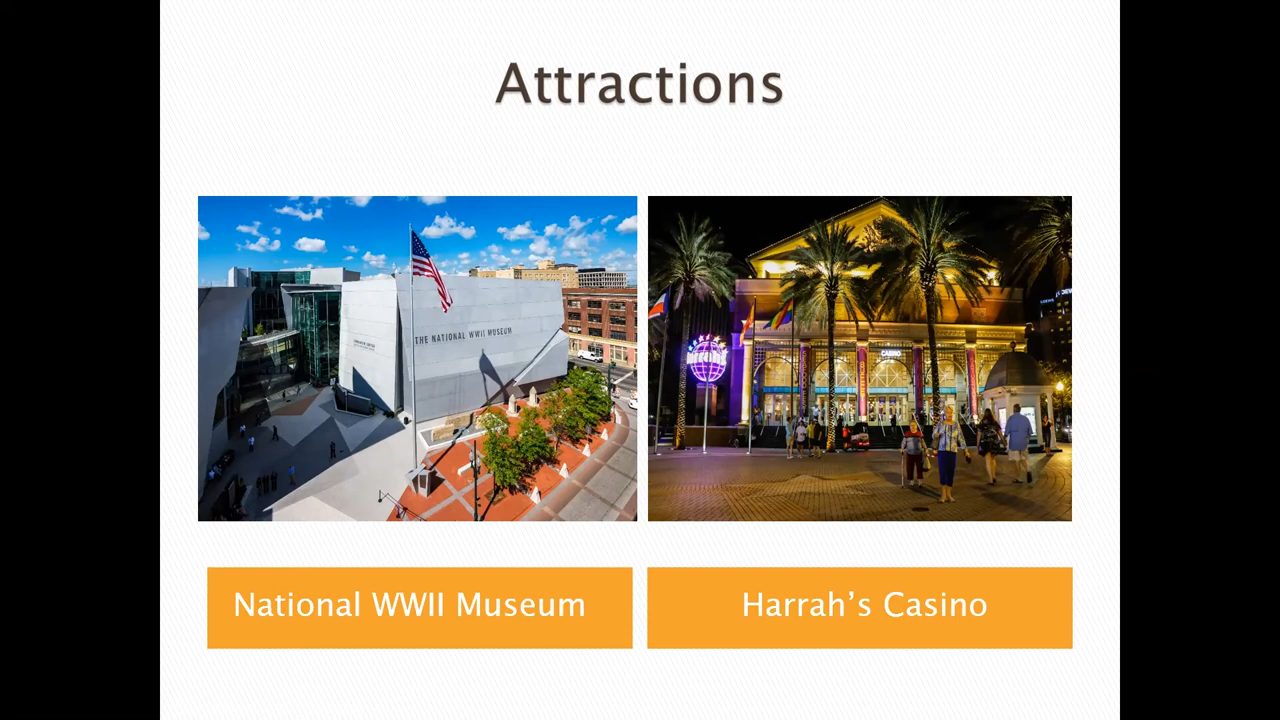 Attractions
THE NATIONAL WWII MUSEUM
CASINO
National WWII Museum
Harrah’s Casino